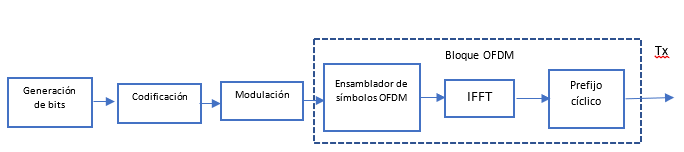 Bloque OFDM
Tx
Generación
de bits
Codificación
Modulación
Ensamblador de
símbolos OFDM
IFFT
Prefijo
cíclico